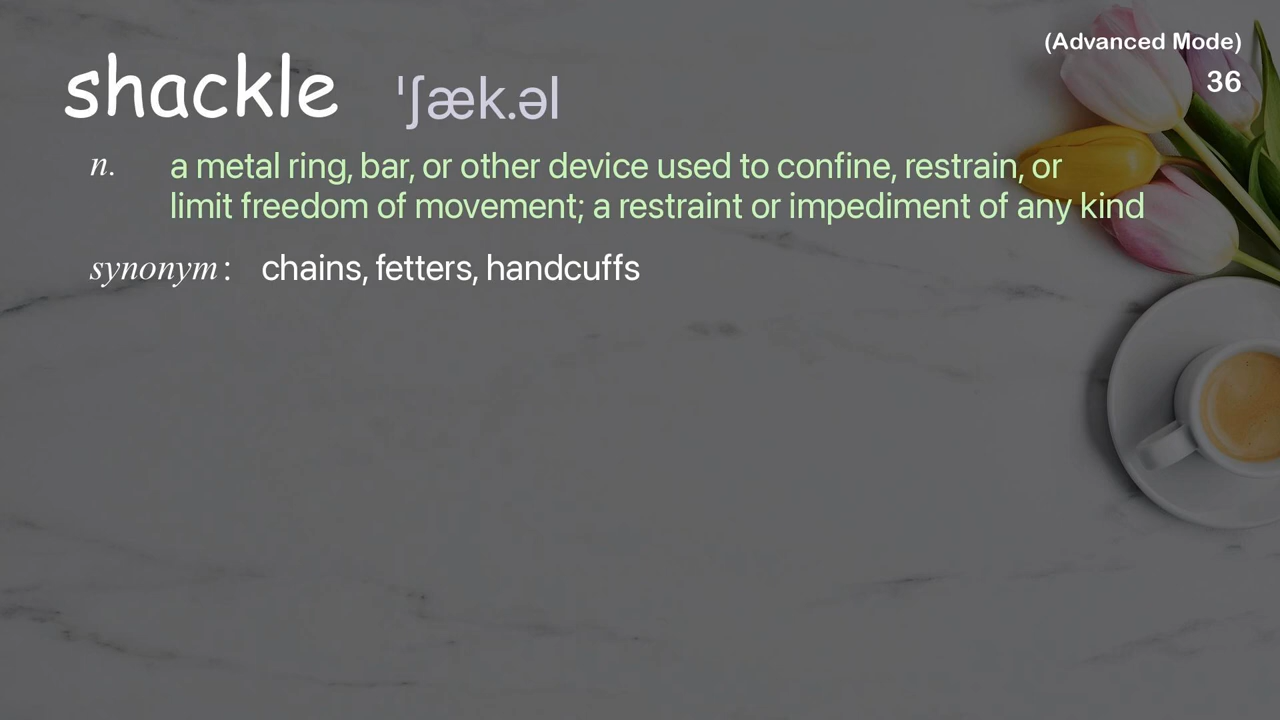 (Advanced Mode)
36
shackle ˈʃæk.əl
n. a metal ring, bar, or other device used to confine, restrain, or
limit freedom of movement; a restraint or impediment of any kind
synonym: chains, fetters, handcuffs